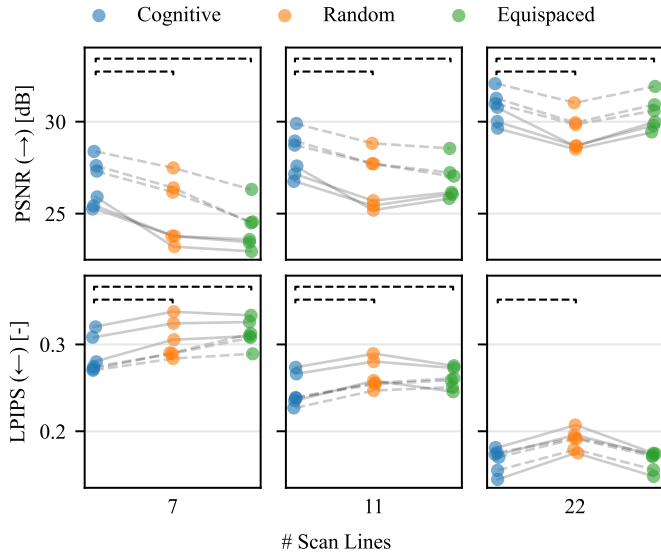 Cognitive Random Equispaced
PSNR (→) [dB]
30
25
LPIPS (←) [-]
0.3
0.2
7 11 22
# Scan Lines